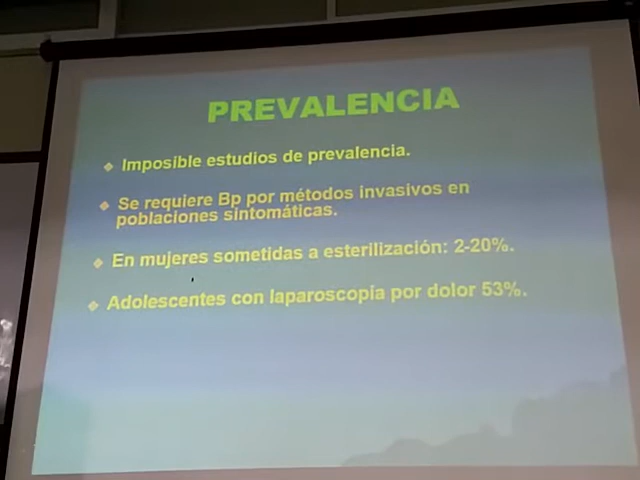 PREVALENCIA
Imposible estudios de prevalencia.
Se requiere Bp por métodos invasivos en
poblaciones sintomáticas.
En mujeres sometidas a esterilización: 2-20%.
Adolescentes con laparoscopia por dolor 53%.